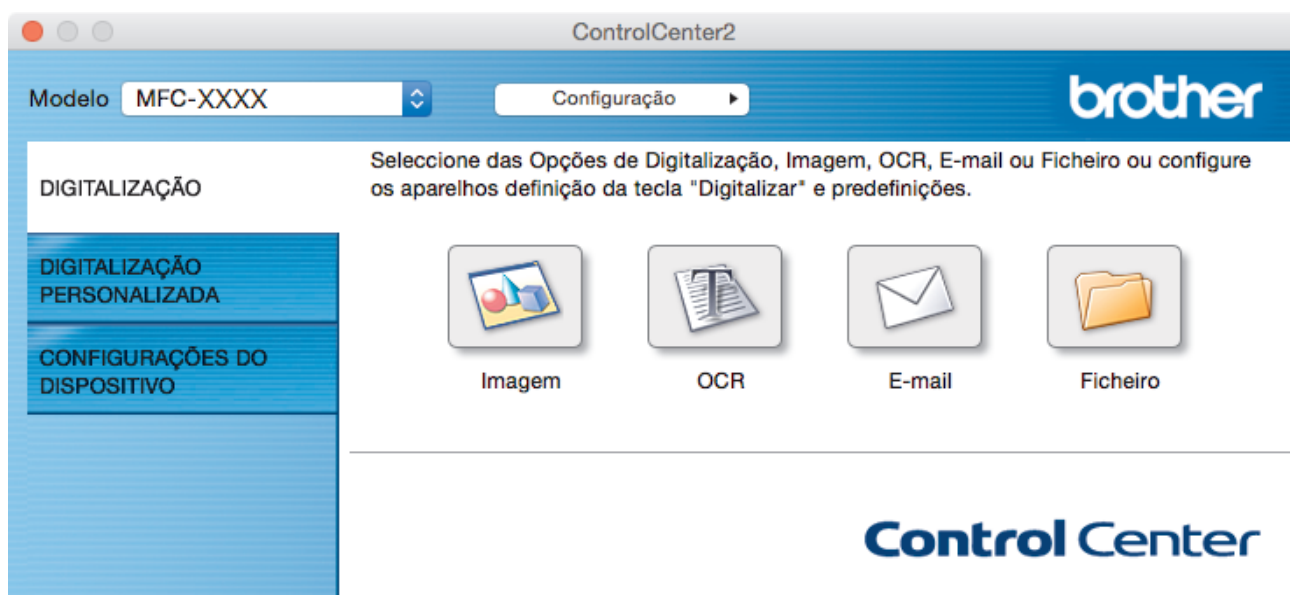 ControlCenter2
Modelo MFC-XXXX Configuração brother
DIGITALIZAÇÃO
DIGITALIZAÇÃO
PERSONALIZADA
CONFIGURAÇÕES DO
DISPOSITIVO
Seleccione das Opções de Digitalização, Imagem, OCR, E-mail ou Ficheiro ou configure
os aparelhos definição da tecla "Digitalizar" e predefinições.
Imagem OCR E-mail Ficheiro
Control Center